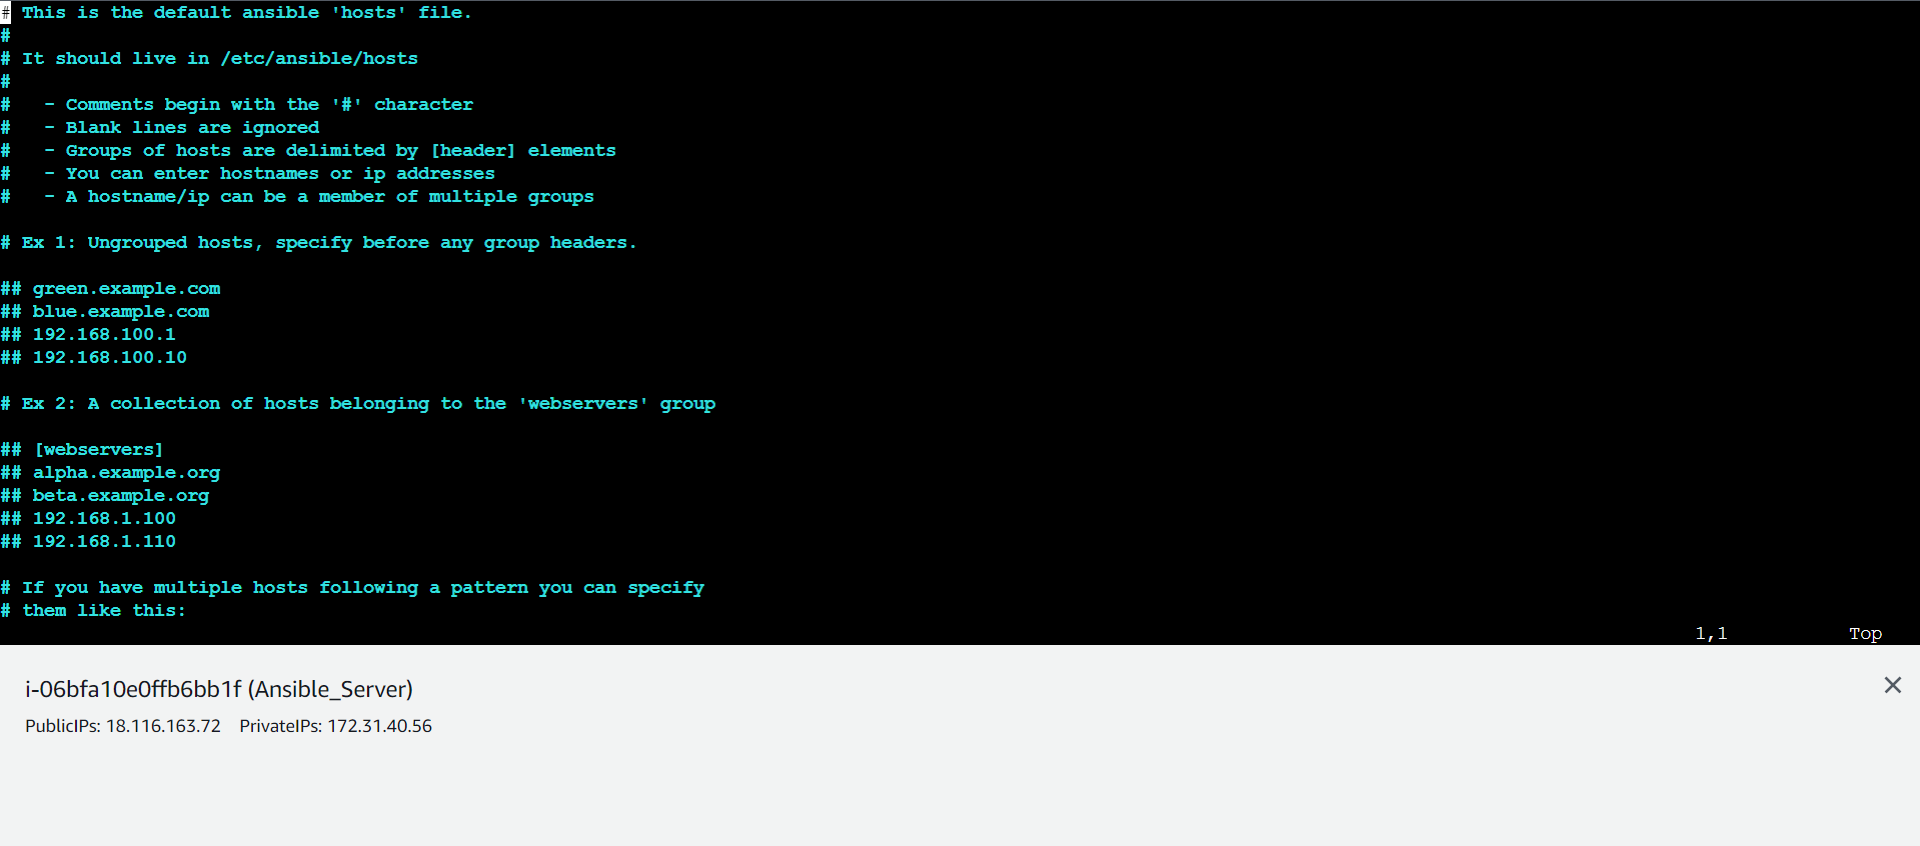 # This is the default ansible 'hosts' file.
#
# It should live in /etc/ansible/hosts
#
#   - Comments begin with the '#' character
#   - Blank lines are ignored
#   - Groups of hosts are delimited by [header] elements
#   - You can enter hostnames or ip addresses
#   - A hostname/ip can be a member of multiple groups
# Ex 1: Ungrouped hosts, specify before any group headers.
## green.example.com
## blue.example.com
## 192.168.100.1
## 192.168.100.10
# Ex 2: A collection of hosts belonging to the 'webservers' group
## [webservers]
## alpha.example.org
## beta.example.org
## 192.168.1.100
## 192.168.1.110
# If you have multiple hosts following a pattern you can specify
# them like this:
1,1 Top
i-06bfa10e0ffb6bb1f (Ansible_Server)
PublicIPs: 18.116.163.72 PrivateIPs: 172.31.40.56